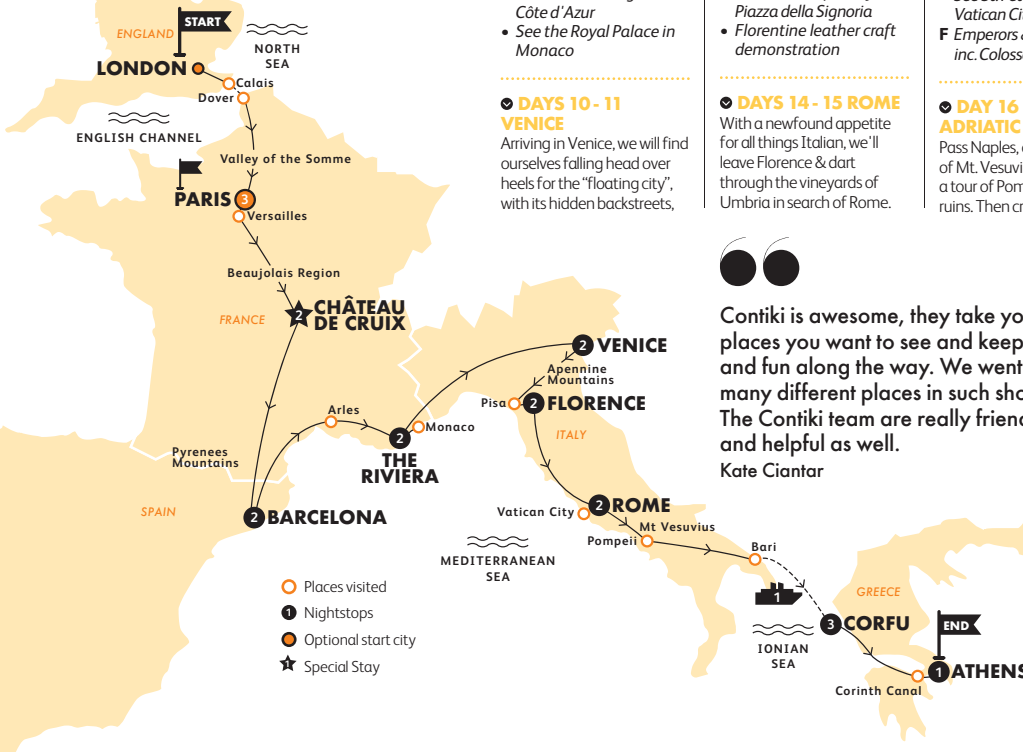 Côte d'Azur
• See the Royal Palace in
Monaco
DAYS 10 - 11
VENICE
Arriving in Venice, we will find
ourselves falling head over
heels for the "floating city",
with its hidden backstreets,
Piazza della Signoria
• Florentine leather craft
demonstration
DAYS 14 - 15 ROME
With a newfound appetite
for all things Italian, we'll
leave Florence & dart
through the vineyards of
Umbria in search of Rome.
Vatican
F Emperors
inc. Coloss
DAY 16
ADRIATIC
Pass Naples,
of Mt. Vesuvi
a tour of Pom
ruins. Then
Contiki is awesome, they take yo
places you want to see and keep
and fun along the way. We went
many different places in such sho
The Contiki team are really frien
and helpful as well.
Kate Ciantar
START
ENGLAND
NORTH
SEA
LONDON
Calais
Dover
ENGLISH CHANNEL
Valley of the Somme
PARIS 3
Versailles
Beaujolais Region
FRANCE
2 CHÂTEAU
DE CRUIX
2 VENICE
Apennine
Mountains
Pisa
2 FLORENCE
ITALY
Arles
Monaco
2
THE
RIVIERA
Pyrenees
Mountains
SPAIN
2 BARCELONA
2 ROME
Vatican City
Mt Vesuvius
Pompeii
Bari
MEDITERRANEAN
SEA
1
GREECE
3 CORFU
IONIAN
SEA
END
1 ATHENS
Corinth Canal
Places visited
1 Nightstops
Optional start city
1 Special Stay